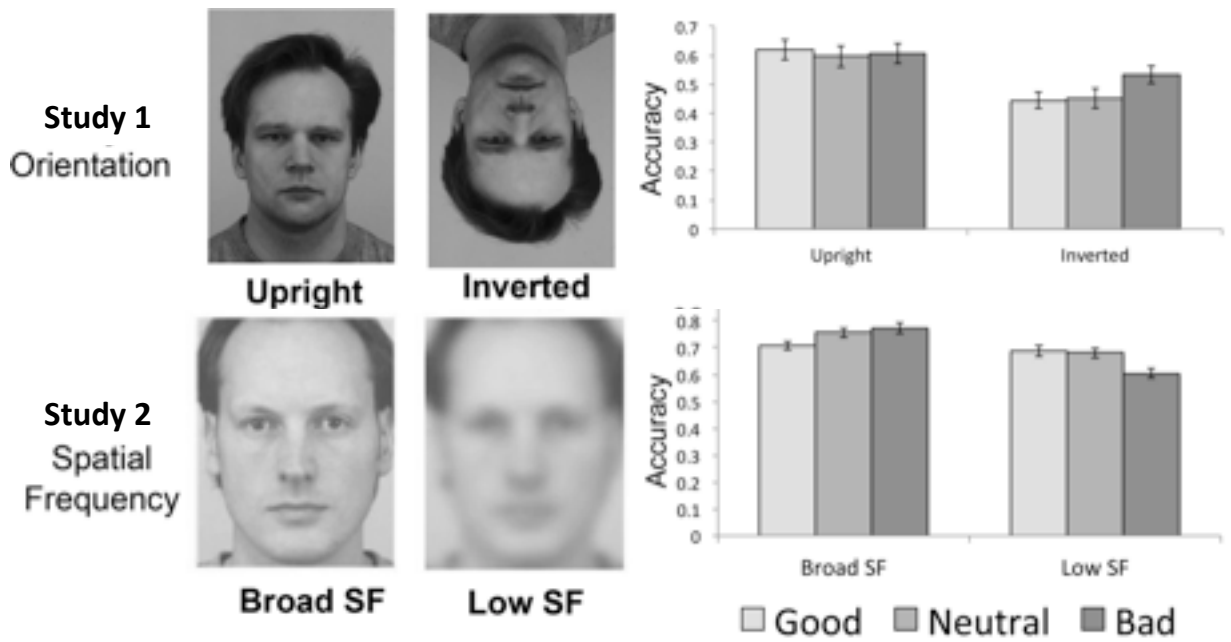 Study 1
Orientation
Upright
Inverted
Accuracy
0.7
0.6
0.5
0.4
0.3
0.2
0.1
0
Upright
Inverted
Study 2
Spatial
Frequency
Broad SF
Low SF
Accuracy
0.8
0.7
0.6
0.5
0.4
0.3
0.2
0.1
0
Broad SF
Low SF
Good Neutral Bad